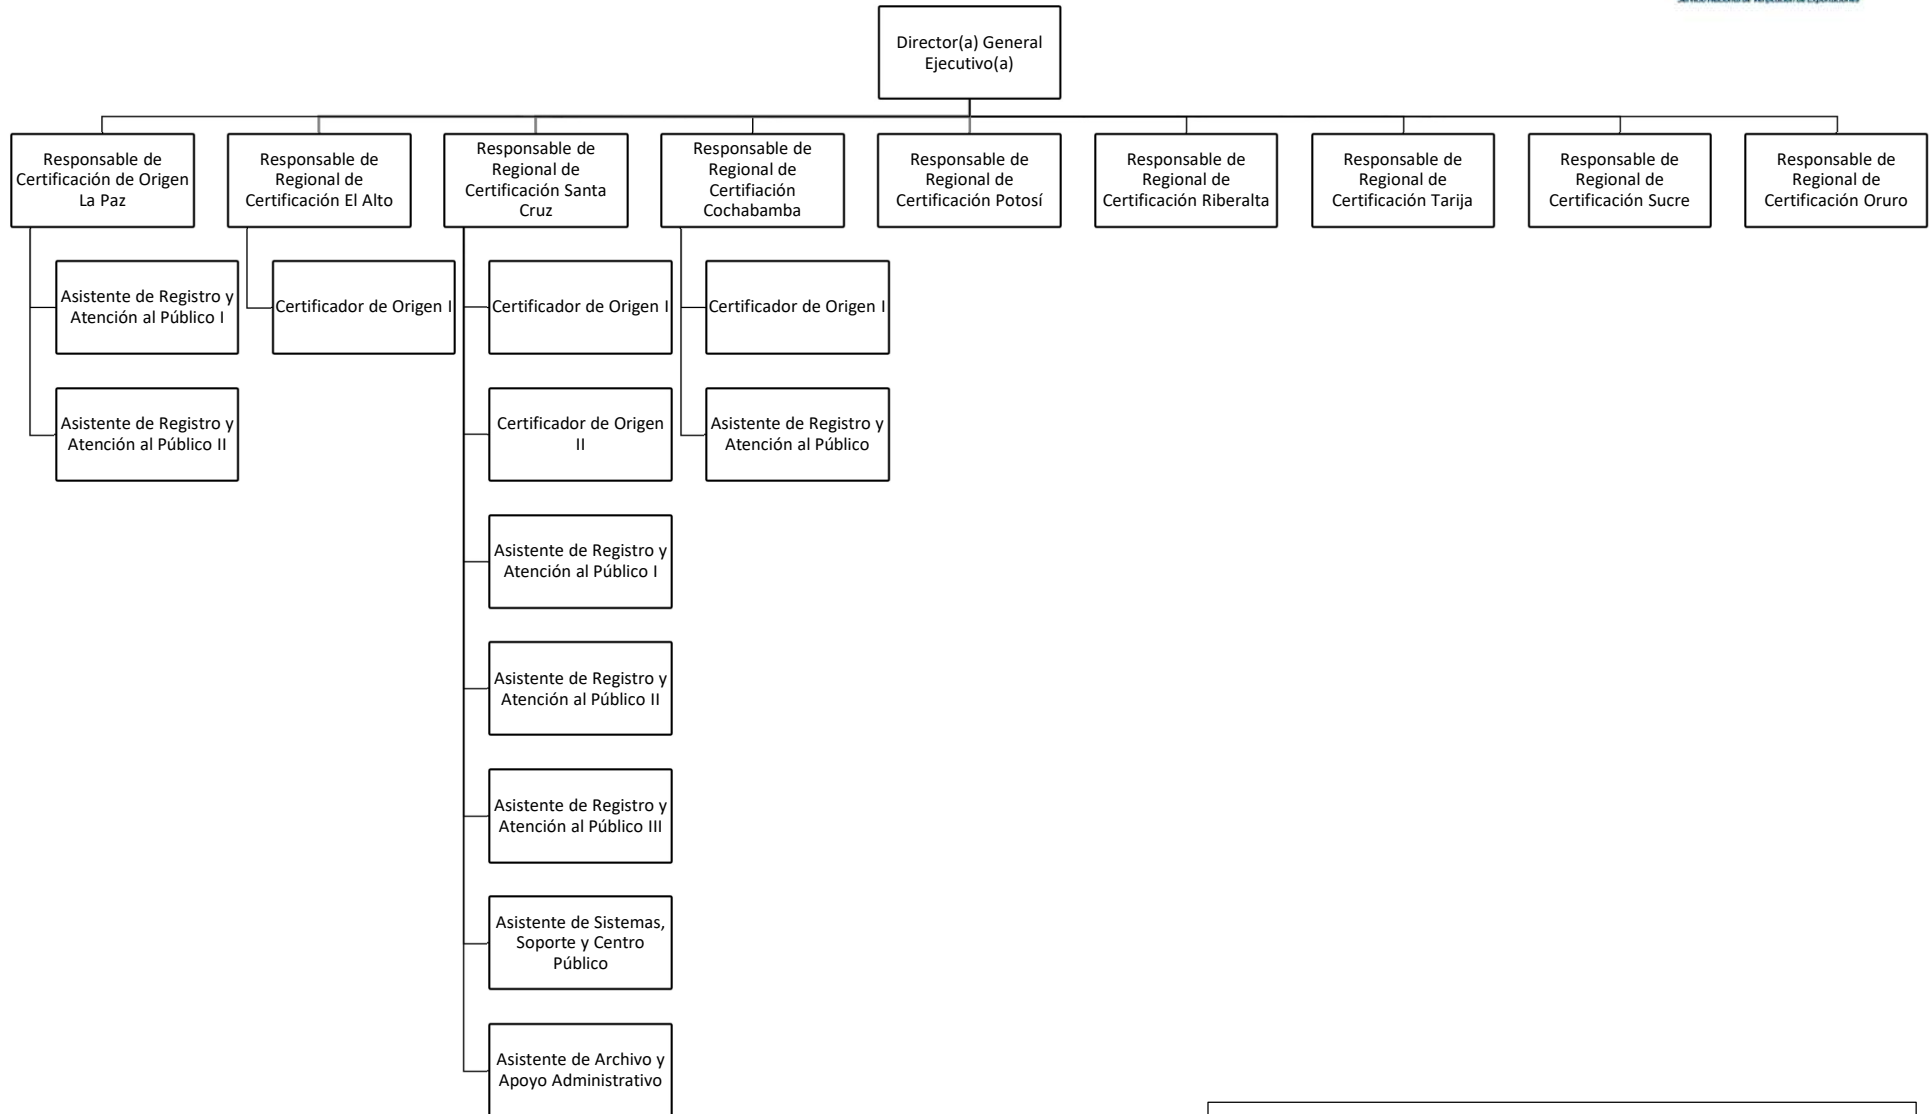 Servicio Nacional de Verificación de Exportaciones
Director(a) General
Ejecutivo(a)
Responsable de
Certificación de Origen
La Paz
Responsable de
Regional de
Certificación El Alto
Responsable de
Regional de
Certificación Santa
Cruz
Responsable de
Regional de
Certifiación
Cochabamba
Responsable de
Regional de
Certificación Potosí
Responsable de
Regional de
Certificación Riberalta
Responsable de
Regional de
Certificación Tarija
Responsable de
Regional de
Certificación Sucre
Responsable de
Regional de
Certificación Oruro
Asistente de Registro y
Atención al Público I
Certificador de Origen I
Certificador de Origen I
Certificador de Origen I
Asistente de Registro y
Atención al Público II
Certificador de Origen
II
Asistente de Registro y
Atención al Público
Asistente de Registro y
Atención al Público I
Asistente de Registro y
Atención al Público II
Asistente de Registro y
Atención al Público III
Asistente de Sistemas,
Soporte y Centro
Público
Asistente de Archivo y
Apoyo Administrativo